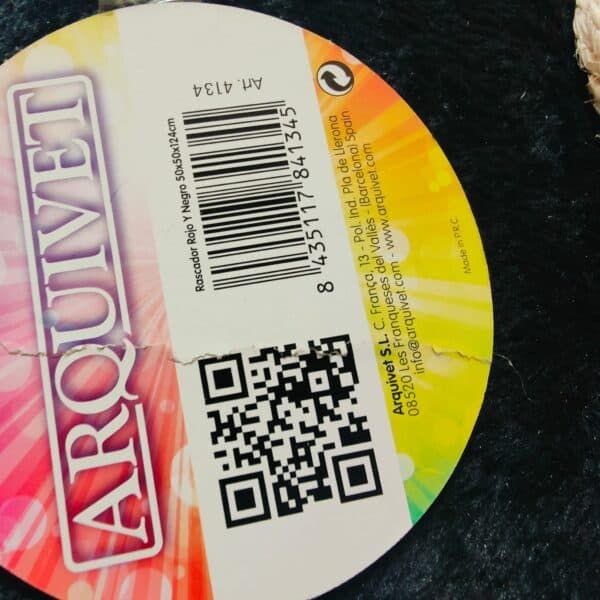 ARQUIVET
Art. 4134
Rascador Rojo Y Negro 50x50x124cm
8 435117 841345
Arquivet S.L. C. França, 13 - Pol. Ind. Pla de Llerona
08520 Les Franqueses del Vallès - (Barcelona) Spain
info@arquivet.com - www.arquivet.com
Made in P.R.C.